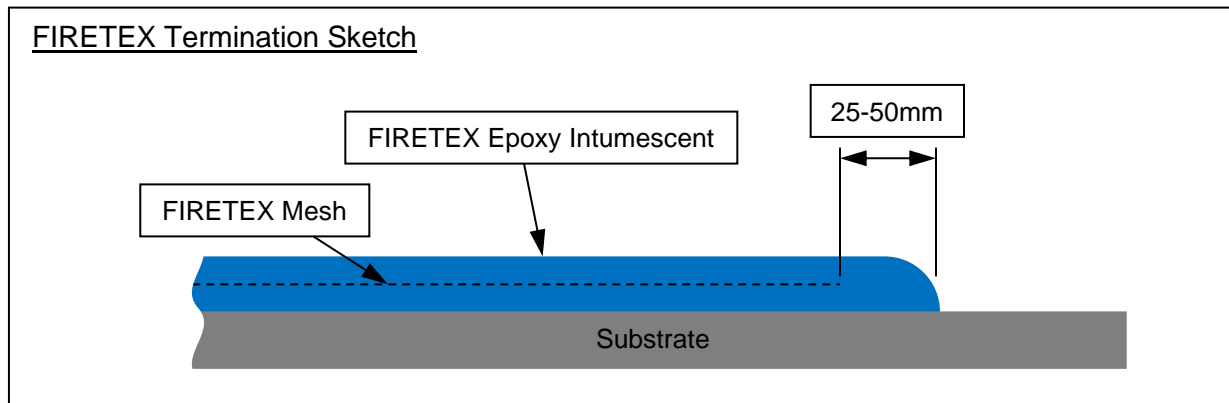 FIRETEX Termination Sketch
25-50mm
FIRETEX Epoxy Intumescent
FIRETEX Mesh
Substrate